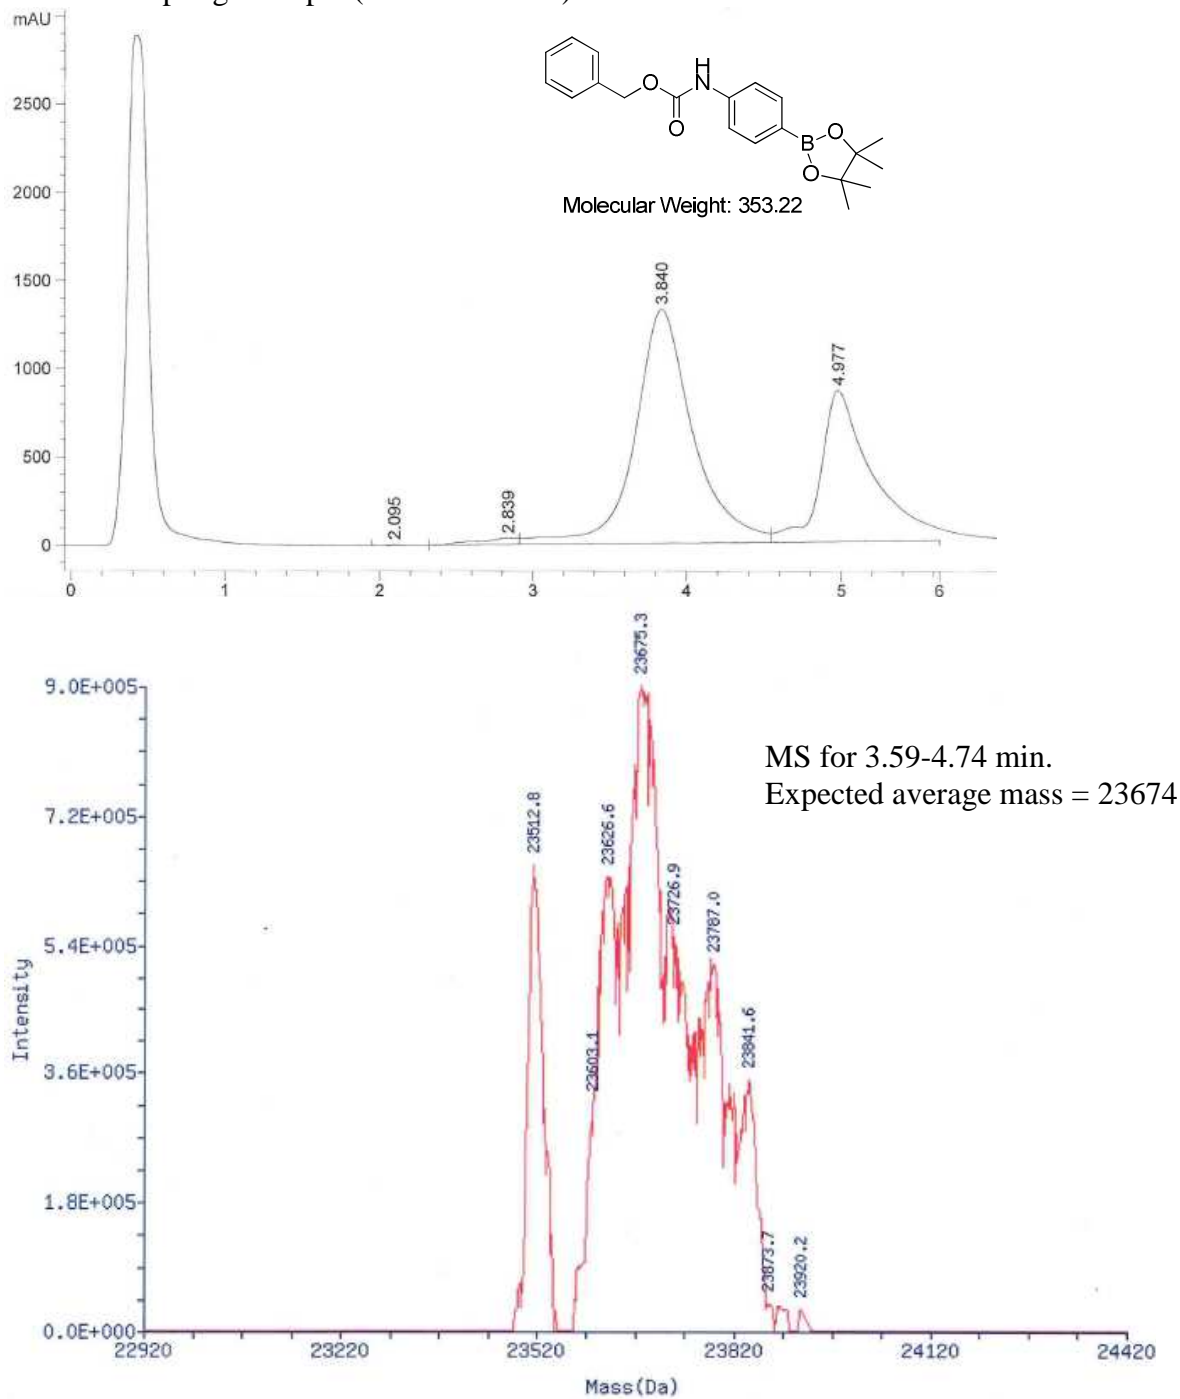 mAU
2500
2000
1500
1000
500
0
2.095
2.839
3.840
4.977
0 1 2 3 4 5 6
H
N
O
O
B
O
O
Molecular Weight: 353.22
23675.3
9.0E+005
7.2E+005
5.4E+005
3.6E+005
1.8E+005
0.0E+000
Intensity
23512.8
23603.1
23626.6
23726.9
23787.0
23841.6
23873.7
23920.2
MS for 3.59-4.74 min.
Expected average mass = 23674
22920 23220 23520 23820 24120 24420
Mass(Da)